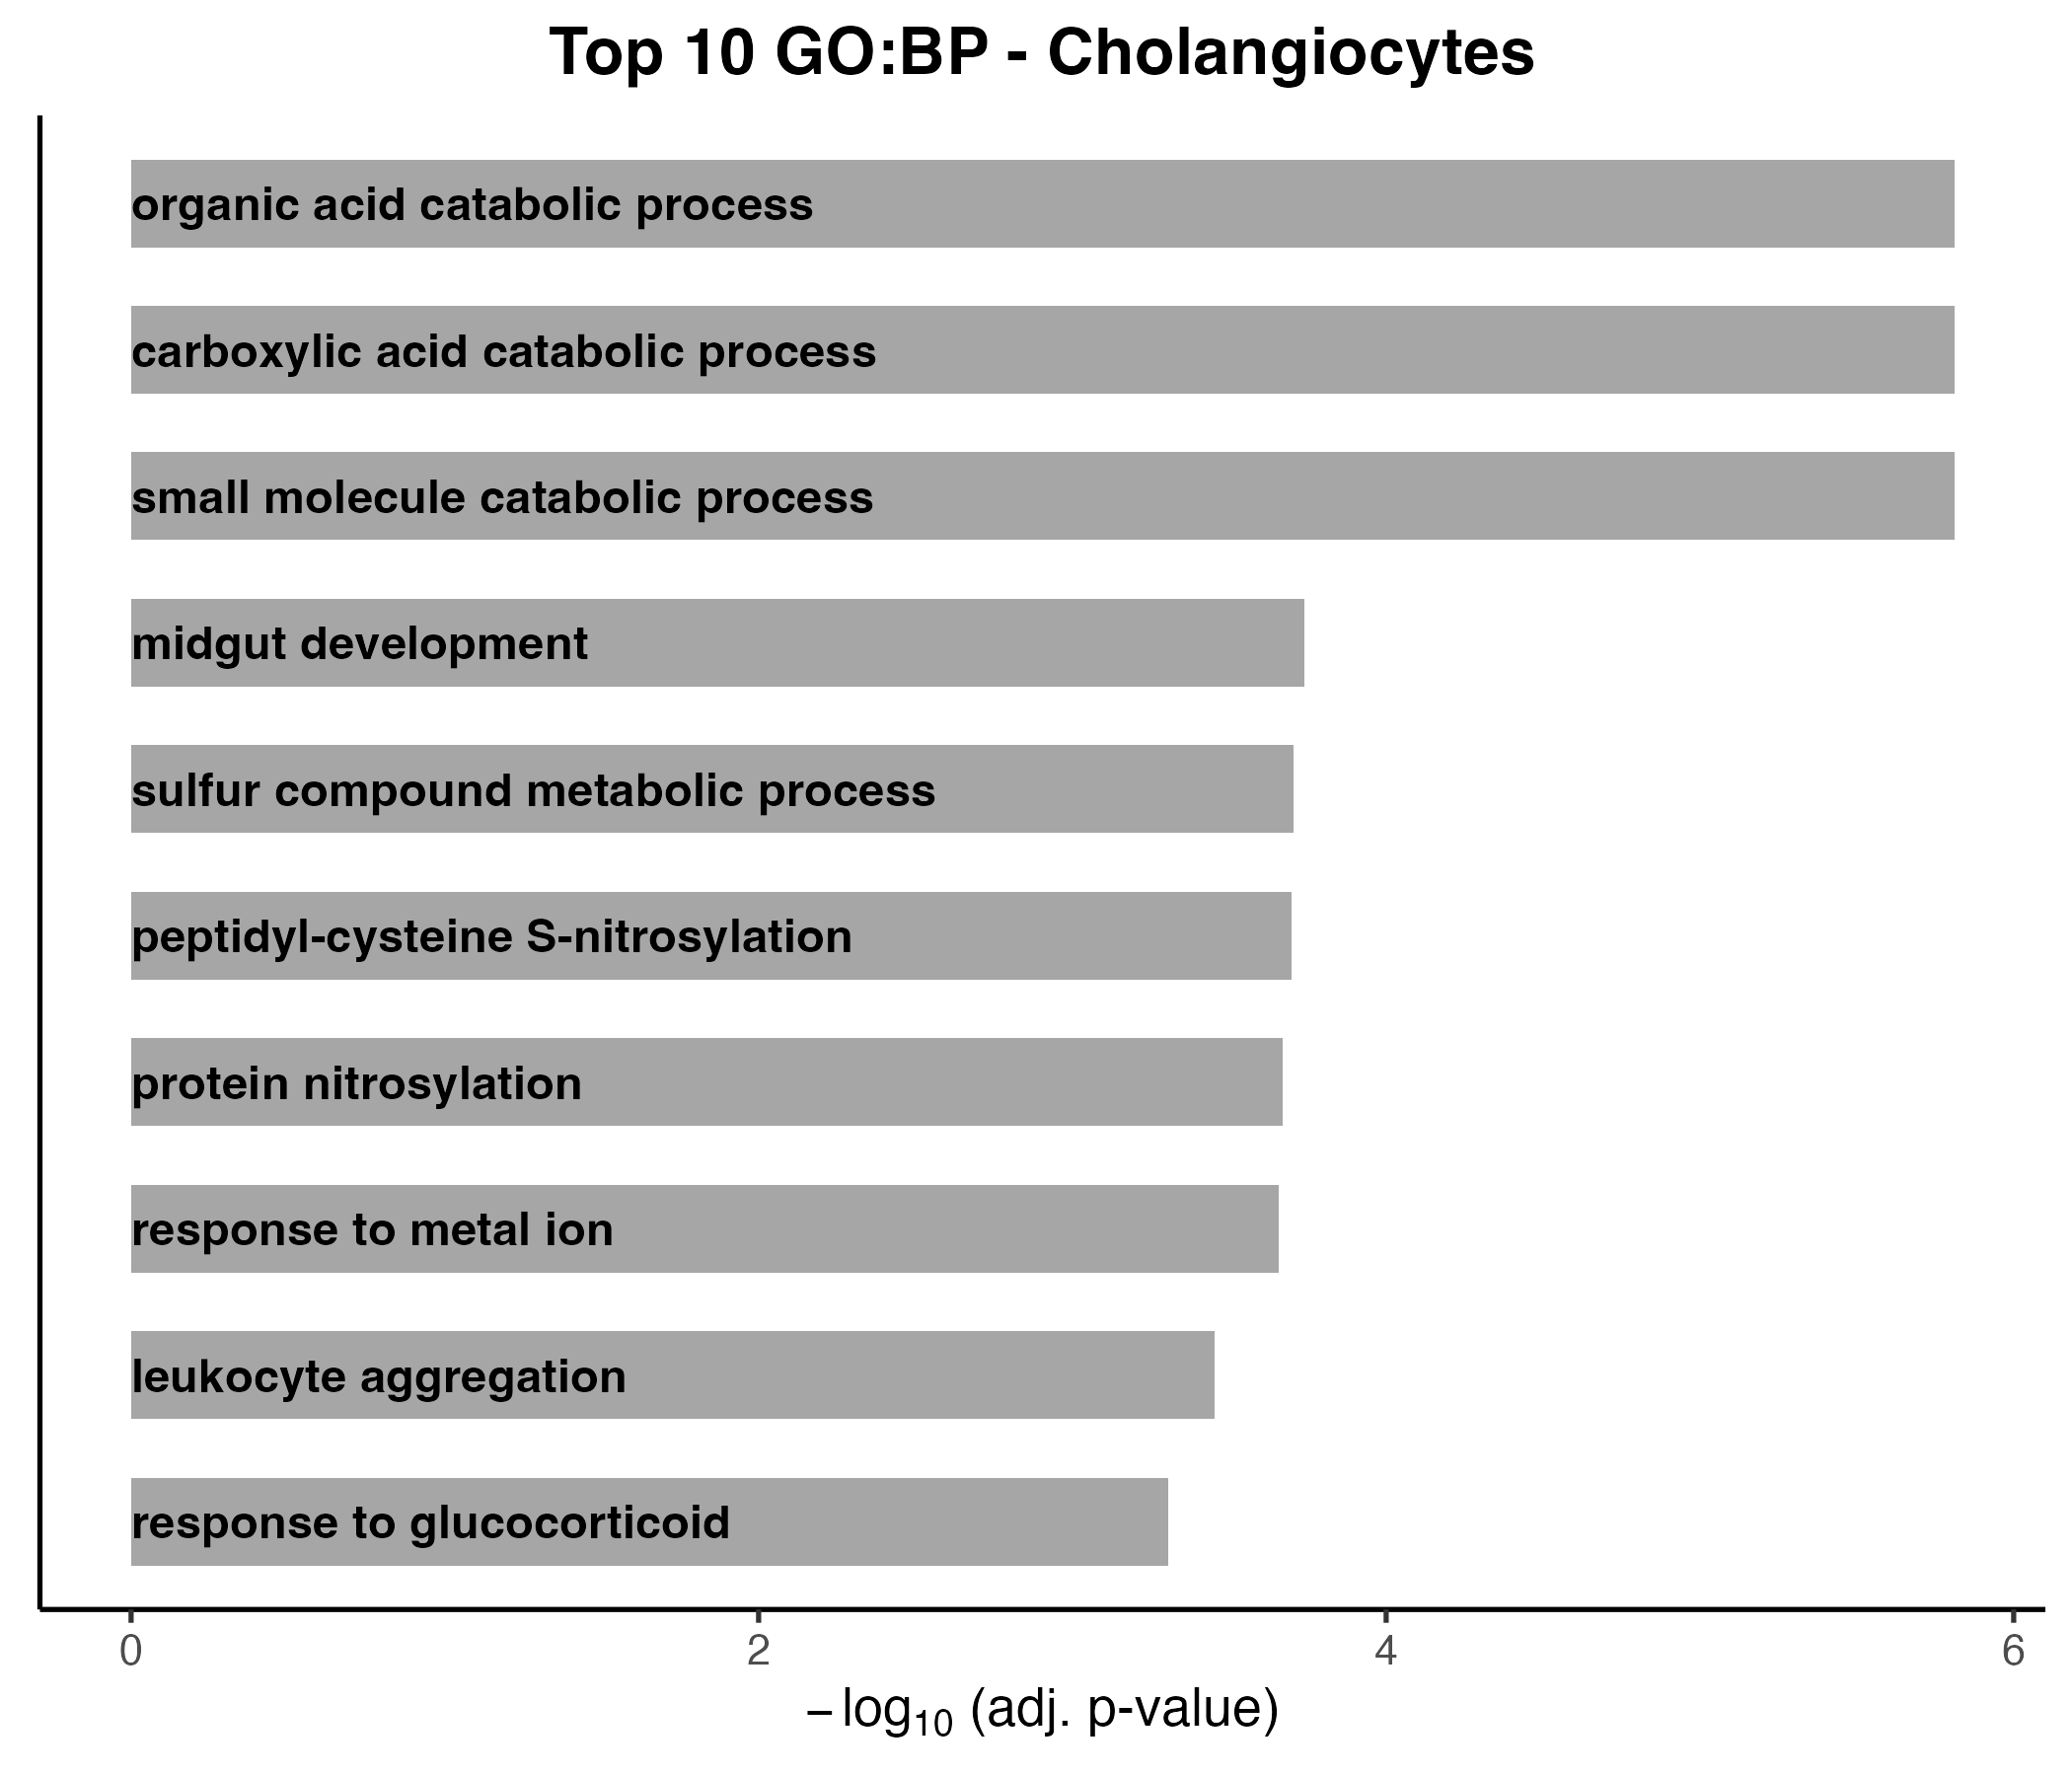 Top 10 GO:BP - Cholangiocytes
organic acid catabolic process
carboxylic acid catabolic process
small molecule catabolic process
midgut development
sulfur compound metabolic process
peptidyl-cysteine S-nitrosylation
protein nitrosylation
response to metal ion
leukocyte aggregation
response to glucocorticoid
0 2 4 6
−log₁₀ (adj. p-value)